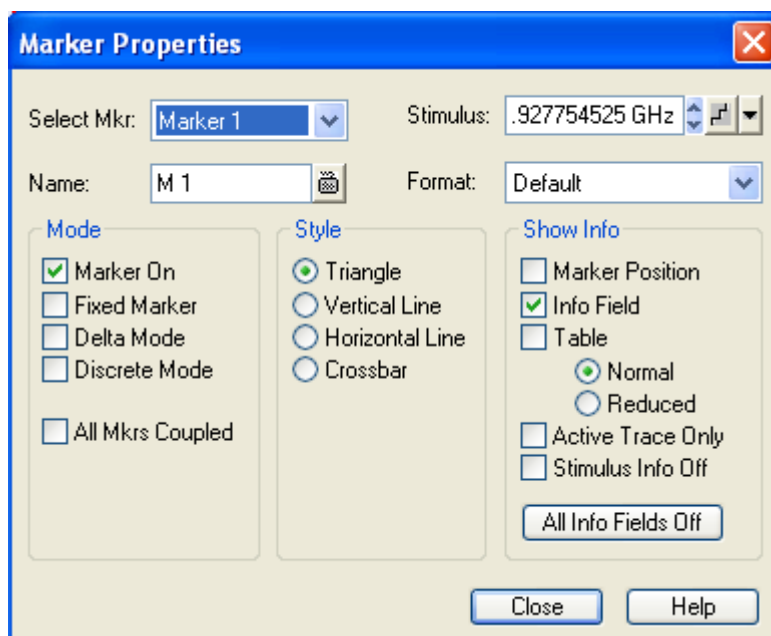 Marker Properties
Select Mkr: Marker 1 Stimulus: .927754525 GHz
Name: M 1 Format: Default
Mode
Marker On
Fixed Marker
Delta Mode
Discrete Mode
All Mkrs Coupled
Style
Triangle
Vertical Line
Horizontal Line
Crossbar
Show Info
Marker Position
Info Field
Table
Normal
Reduced
Active Trace Only
Stimulus Info Off
All Info Fields Off
Close Help